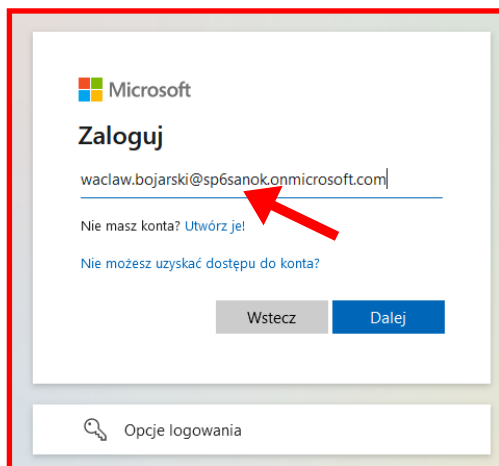 Microsoft
Zaloguj
waclaw.bojarski@sp6sanok.onmicrosoft.com
Nie masz konta? Utwórz je!
Nie możesz uzyskać dostępu do konta?
Wstecz
Dalej
Opcje logowania